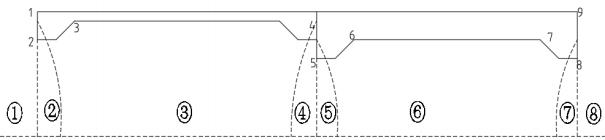 1 4 9
3
2 6 7
5 8
① ② ③ ④ ⑤ ⑥ ⑦ ⑧